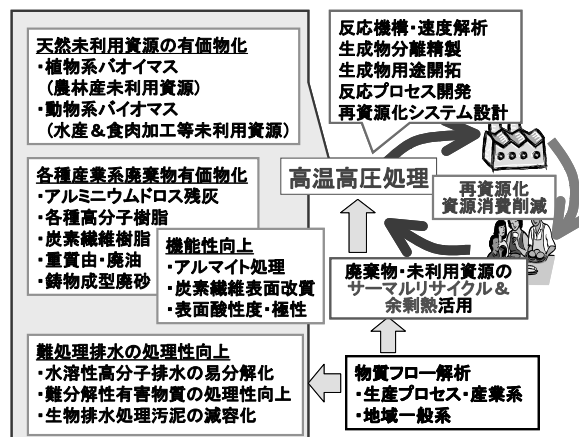 天然未利用資源の有価物化
・植物系バオイマス
(農林産未利用資源)
・動物系バイオマス
(水産＆食肉加工等未利用資源)
各種産業系廃棄物有価物化
・アルミニウムドロス残灰
・各種高分子樹脂
・炭素繊維樹脂
・重質由・廃油
・鋳物成型廃砂
機能性向上
・アルマイト処理
・炭素繊維表面改質
・表面酸性度・極性
難処理排水の処理性向上
・水溶性高分子排水の易分解化
・難分解性有害物質の処理性向上
・生物排水処理汚泥の減容化
反応機構・速度解析
生成物分離精製
生成物用途開拓
反応プロセス開発
再資源化システム設計
高温高圧処理
再資源化
資源消費削減
廃棄物・未利用資源の
サーマルリサイクル＆
余剰熱活用
物質フロー解析
・生産プロセス・産業系
・地域一般系